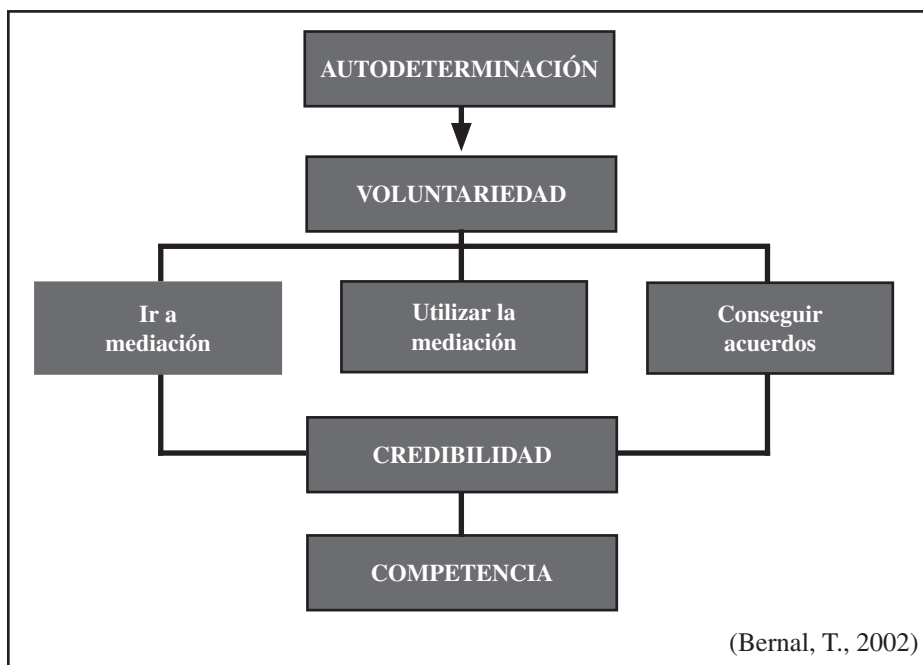 AUTODETERMINACIÓN
VOLUNTARIEDAD
Ir a
mediación
Utilizar la
mediación
Conseguir
acuerdos
CREDIBILIDAD
COMPETENCIA
(Bernal, T., 2002)